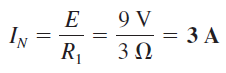 I_N = E/R_1 = 9 V/3 Ω = 3 A